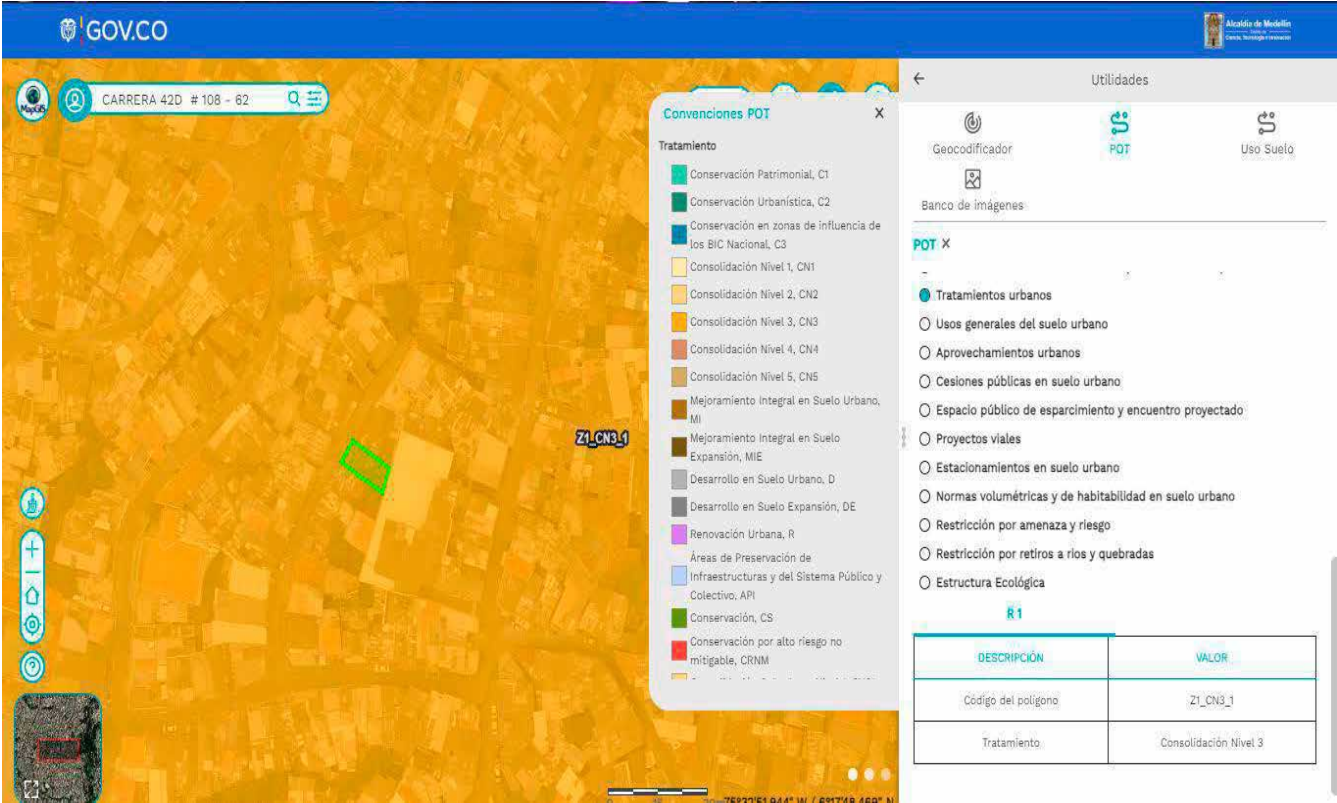 GOV.CO
Alcaldía de Medellín
Ciencia, Tecnología e Innovación
MapGIS
CARRERA 42D # 108 - 62
Z1_CN3_1
Convenciones POT
X
Tratamiento
Conservación Patrimonial, C1
Conservación Urbanística, C2
Conservación en zonas de influencia de
los BIC Nacional, C3
Consolidación Nivel 1, CN1
Consolidación Nivel 2, CN2
Consolidación Nivel 3, CN3
Consolidación Nivel 4, CN4
Consolidación Nivel 5, CN5
Mejoramiento Integral en Suelo Urbano,
MI
Mejoramiento Integral en Suelo
Expansión, MIE
Desarrollo en Suelo Urbano, D
Desarrollo en Suelo Expansión, DE
Renovación Urbana, R
Áreas de Preservación de
Infraestructuras y del Sistema Público y
Colectivo, API
Conservación, CS
Conservación por alto riesgo no
mitigable, CRNM
Utilidades
Geocodificador
POT
Uso Suelo
Banco de imágenes
POT X
Tratamientos urbanos
Usos generales del suelo urbano
Aprovechamientos urbanos
Cesiones públicas en suelo urbano
Espacio público de esparcimiento y encuentro proyectado
Proyectos viales
Estacionamientos en suelo urbano
Normas volumétricas y de habitabilidad en suelo urbano
Restricción por amenaza y riesgo
Restricción por retiros a rios y quebradas
Estructura Ecológica
R 1
DESCRIPCIÓN VALOR
Código del polígono Z1_CN3_1
Tratamiento Consolidación Nivel 3